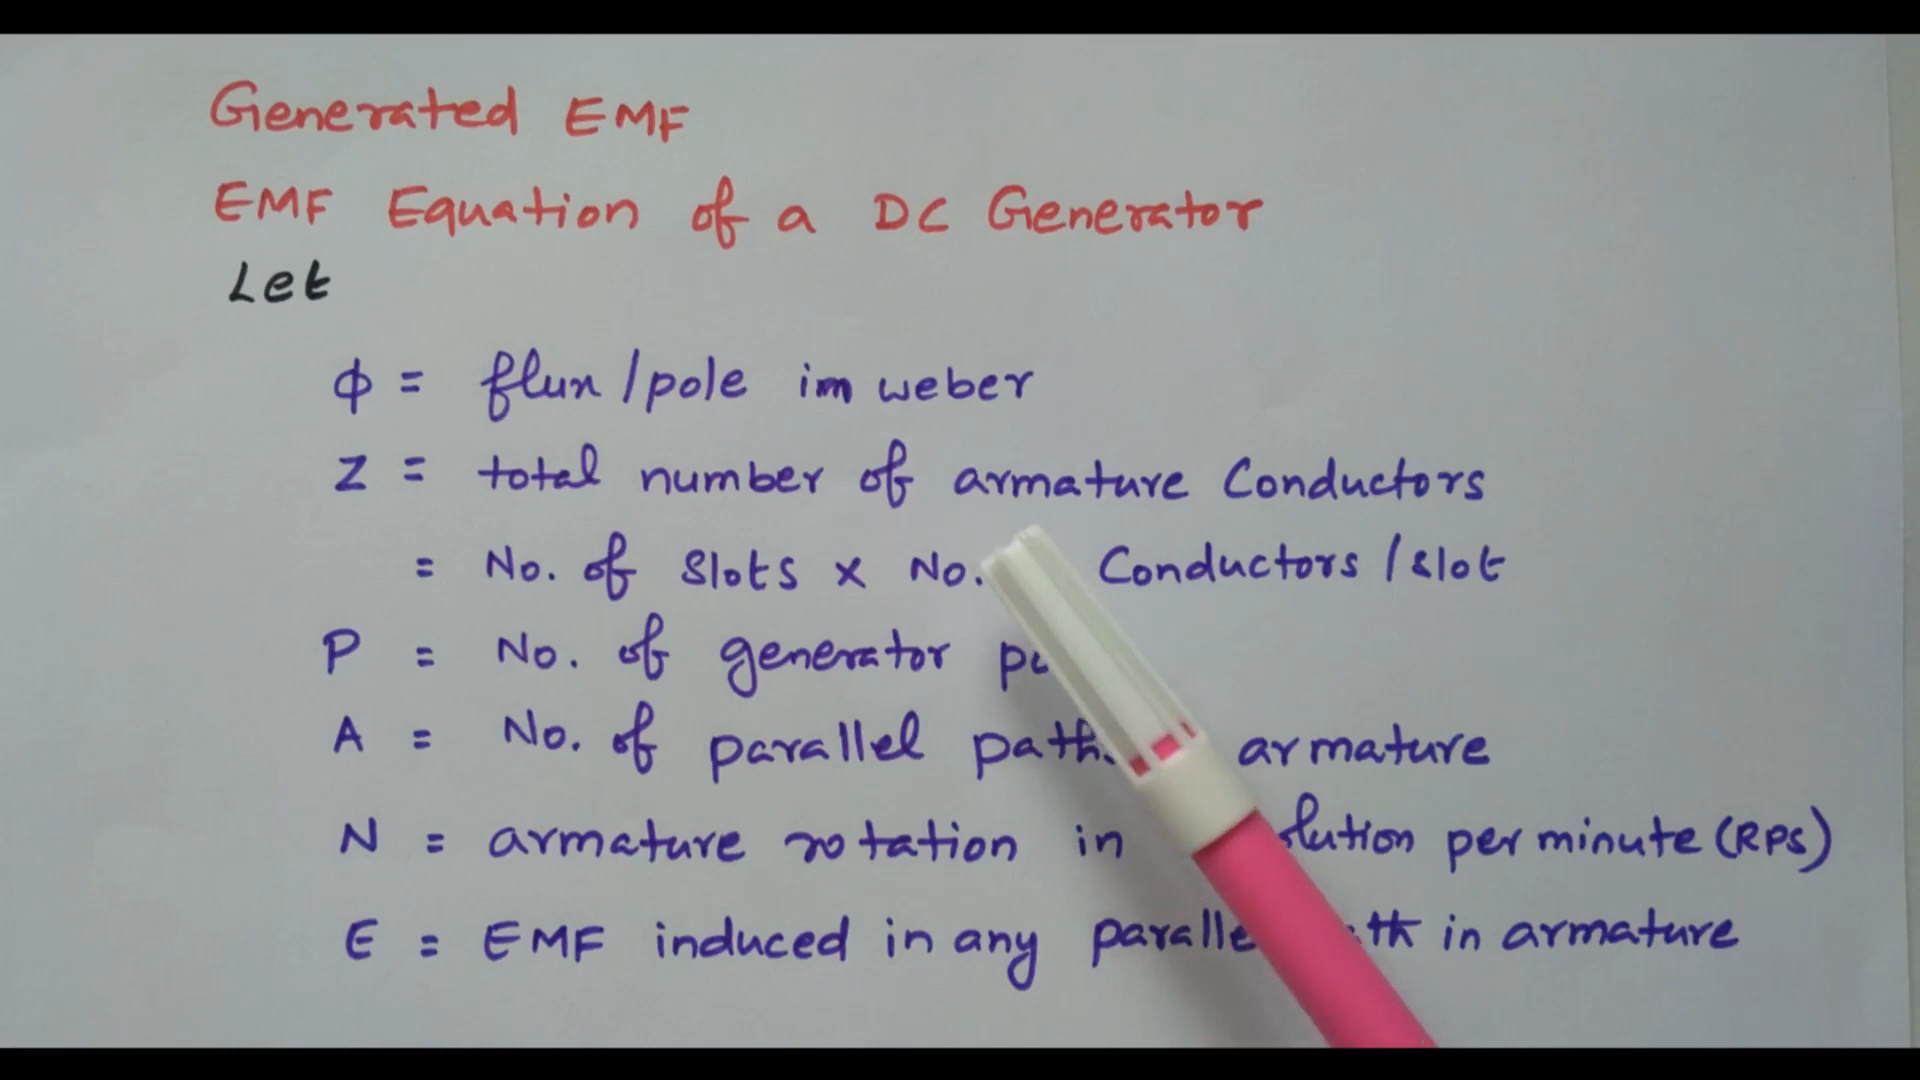 Generated EMF
EMF Equation of a DC Generator
Let
φ = flux/pole in weber
Z = total number of armature Conductors
= No. of slots x No. Conductors/slot
P = No. of generator
A = No. of parallel armature
N = armature rotation in per minute (RPS)
E = EMF induced in any in armature